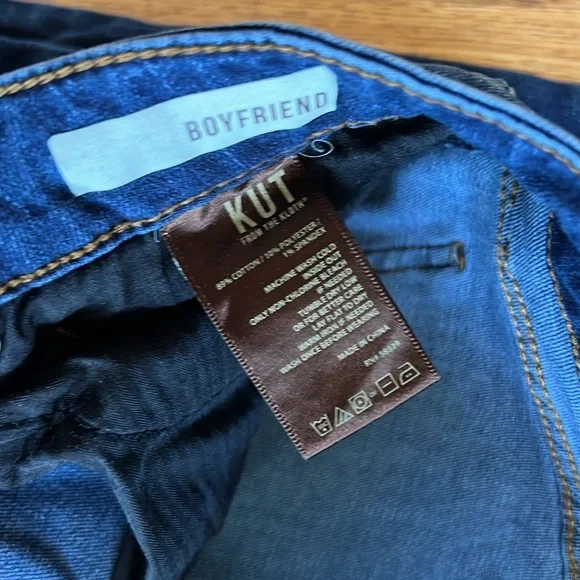 BOYFRIEND
KUT
FROM THE KLOTH®
89% COTTON / 10% POLYESTER /
1% SPANDEX
MACHINE WASH COLD
INSIDE OUT
ONLY NON-CHLORINE BLEACH
IF NEEDED
TUMBLE DRY LOW
OR FOR BETTER CASE
LAY FLAT TO DRY
WARM IRON IF NEEDED
WASH ONCE BEFORE WEARING
MADE IN CHINA
RN#